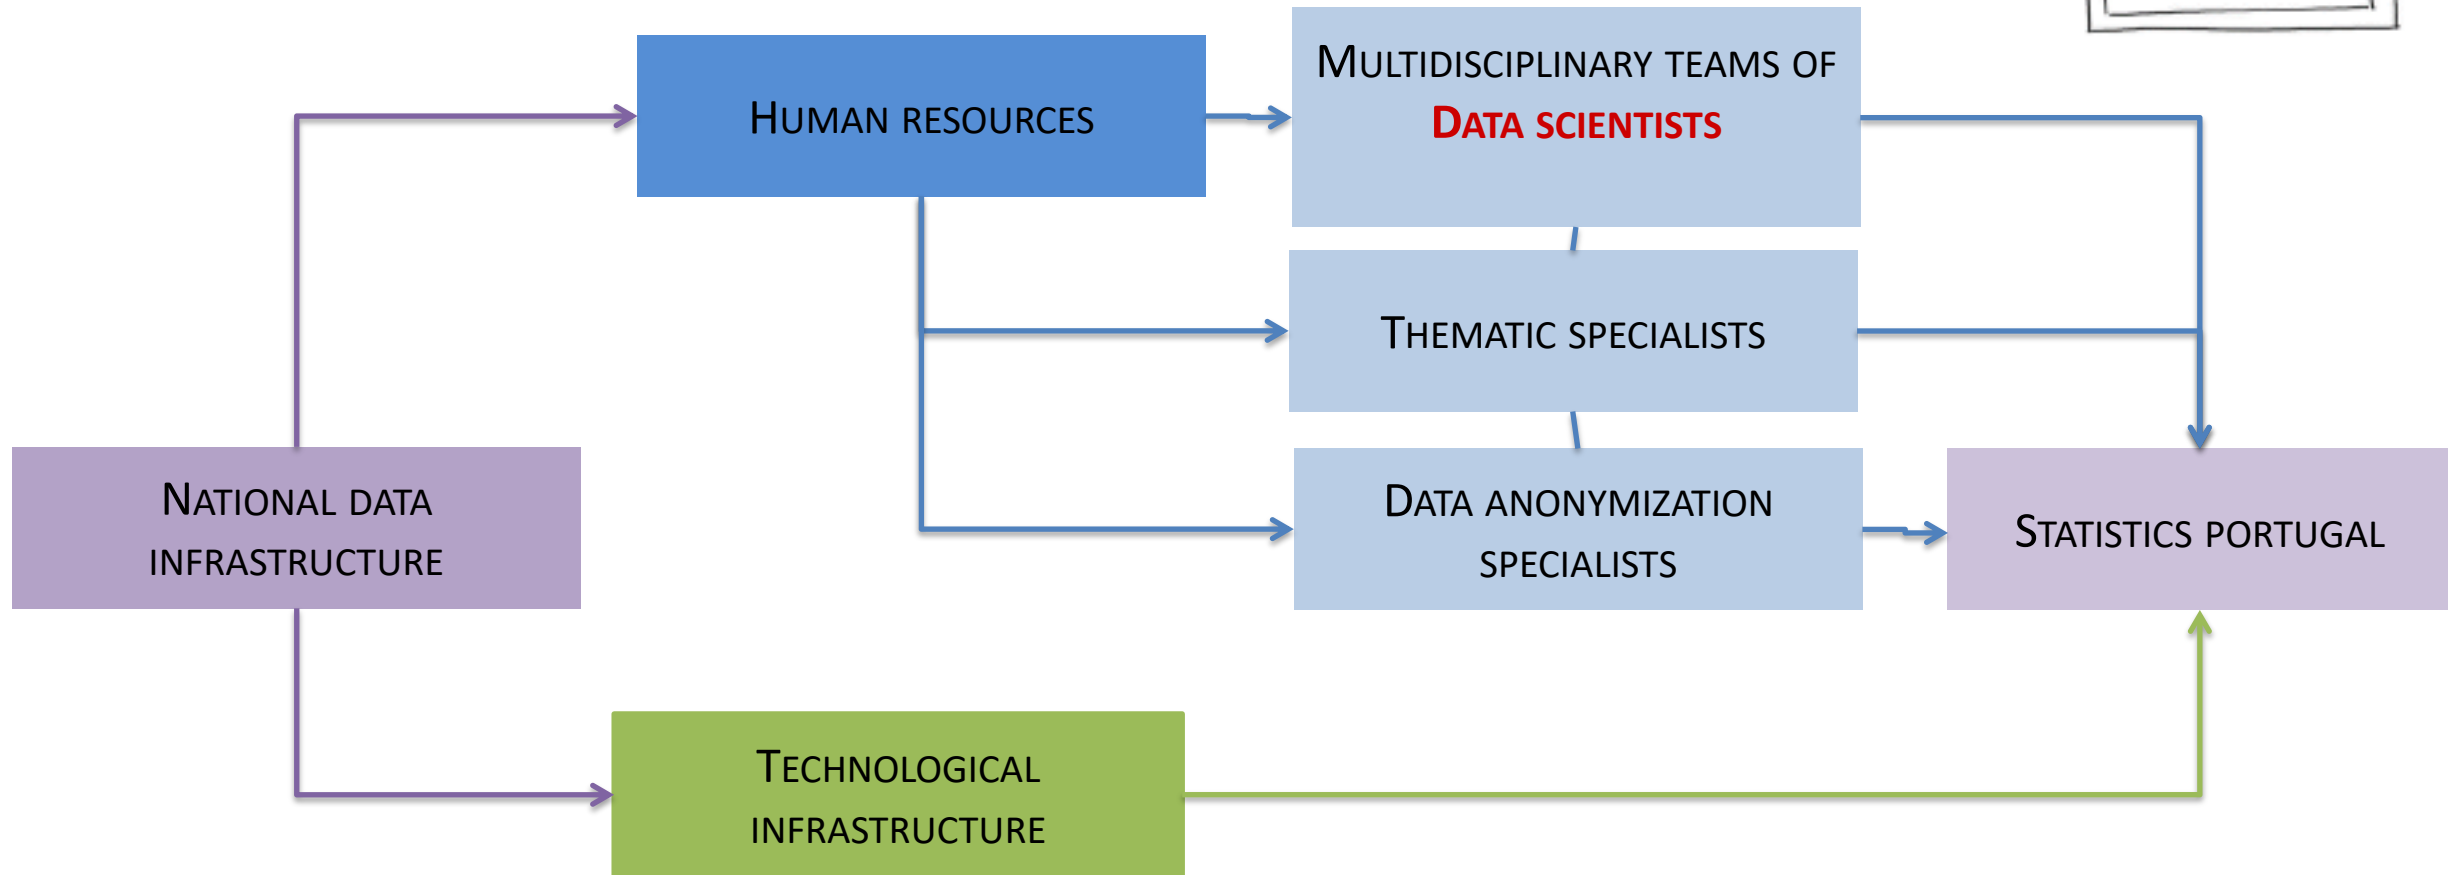 HUMAN RESOURCES
MULTIDISCIPLINARY TEAMS OF
DATA SCIENTISTS
THEMATIC SPECIALISTS
NATIONAL DATA
INFRASTRUCTURE
DATA ANONYMIZATION
SPECIALISTS
STATISTICS PORTUGAL
TECHNOLOGICAL
INFRASTRUCTURE